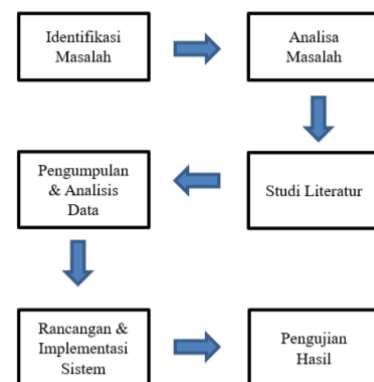 Identifikasi
Masalah
Analisa
Masalah
Studi Literatur
Pengumpulan
& Analisis
Data
Rancangan &
Implementasi
Sistem
Pengujian
Hasil